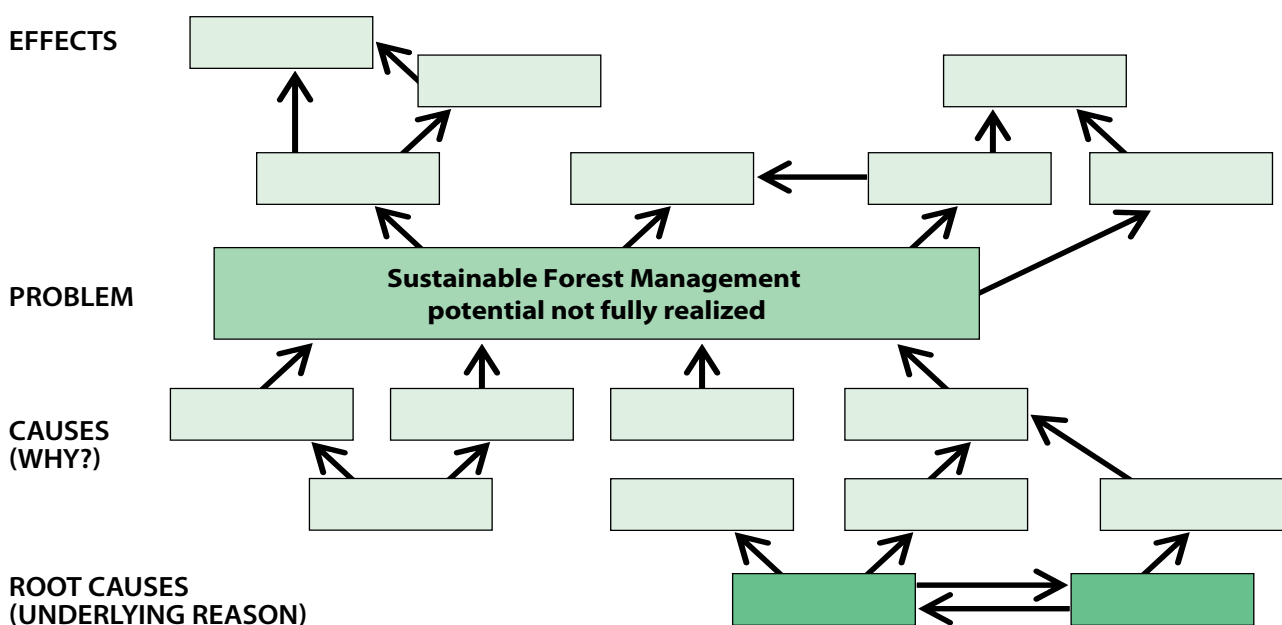 EFFECTS
PROBLEM
Sustainable Forest Management
potential not fully realized
CAUSES
(WHY?)
ROOT CAUSES
(UNDERLYING REASON)